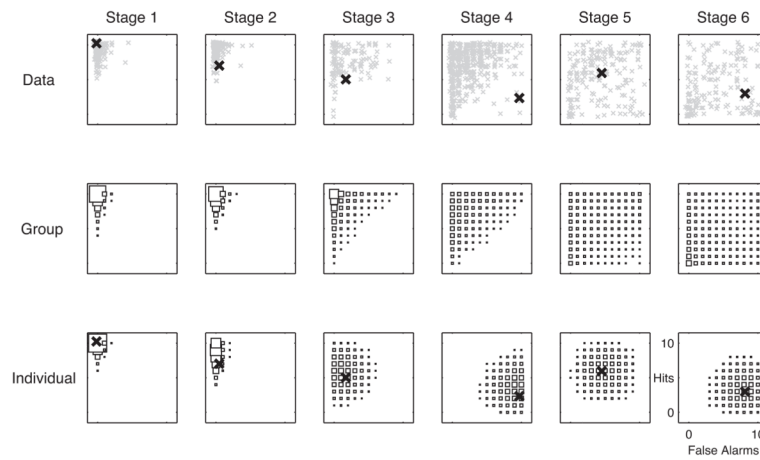 Stage 1 Stage 2 Stage 3 Stage 4 Stage 5 Stage 6
Data
Group
Individual
10
Hits
0
0 10
False Alarms